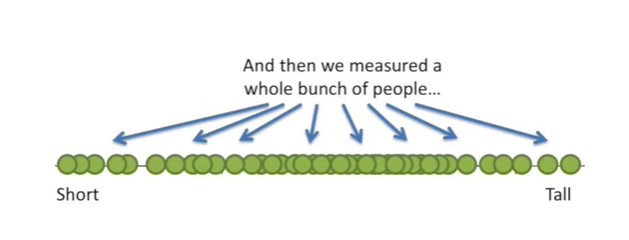 And then we measured a
whole bunch of people...
Short
Tall